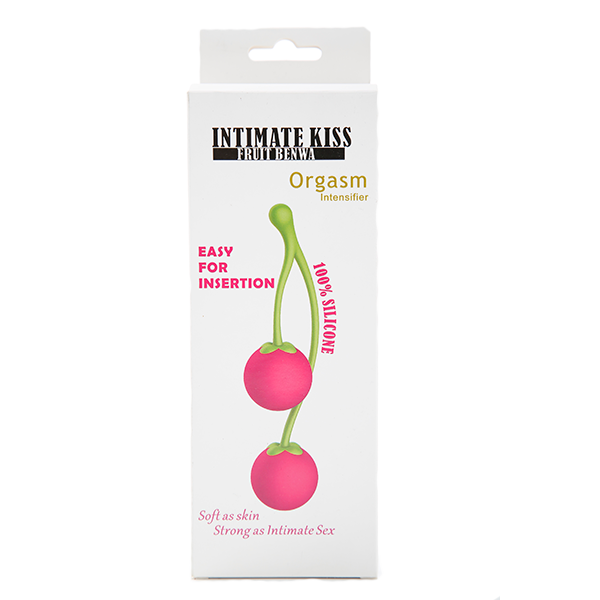 INTIMATE KISS
FRUIT BENWA
Orgasm
Intensifier
EASY
FOR
INSERTION
100% SILICONE
Soft as skin
Strong as Intimate Sex